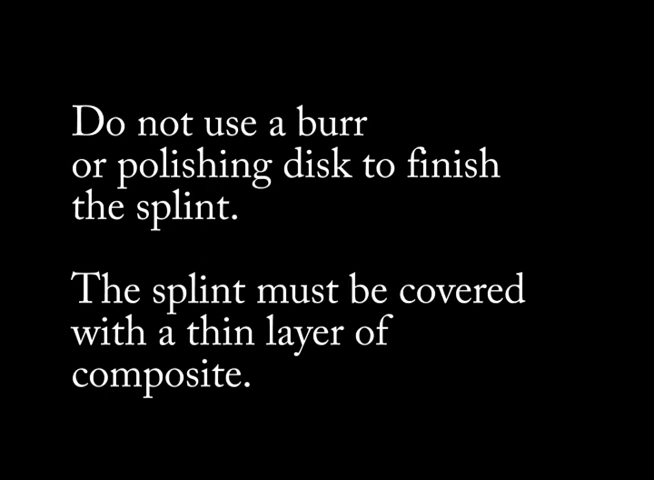 Do not use a burr
or polishing disk to finish
the splint.
The splint must be covered
with a thin layer of
composite.